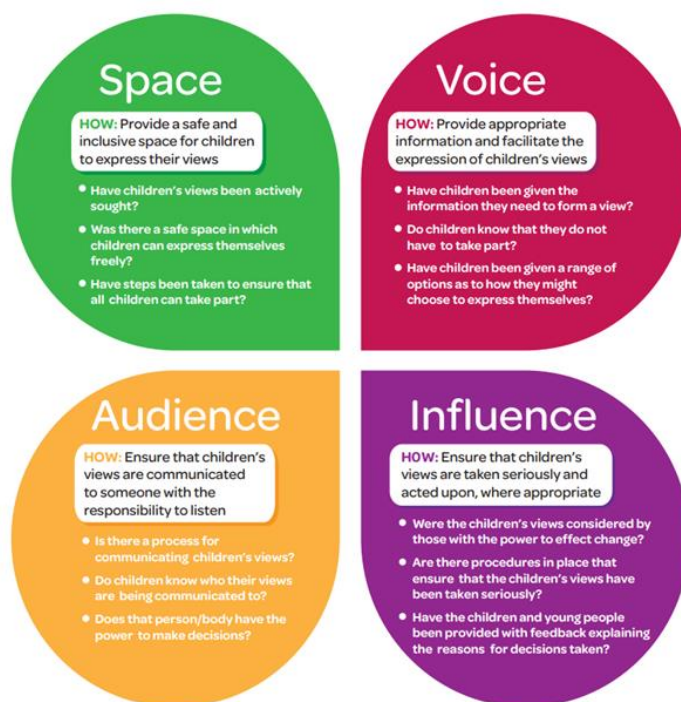 Space
HOW: Provide a safe and
inclusive space for children
to express their views
• Have children's views been actively
sought?
• Was there a safe space in which
children can express themselves
freely?
• Have steps been taken to ensure that
all children can take part?
Voice
HOW: Provide appropriate
information and facilitate the
expression of children's views
• Have children been given the
information they need to form a view?
• Do children know that they do not
have to take part?
• Have children been given a range of
options as to how they might
choose to express themselves?
Audience
HOW: Ensure that children's
views are communicated
to someone with the
responsibility to listen
• Is there a process for
communicating children's views?
• Do children know who their views
are being communicated to?
• Does that person/body have the
power to make decisions?
Influence
HOW: Ensure that children's
views are taken seriously and
acted upon, where appropriate
• Were the children's views considered by
those with the power to effect change?
• Are there procedures in place that
ensure that the children's views have
been taken seriously?
• Have the children and young people
been provided with feedback explaining
the reasons for decisions taken?